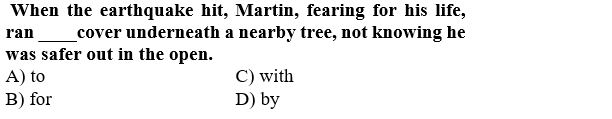 When the earthquake hit, Martin, fearing for his life,
ran ____cover underneath a nearby tree, not knowing he
was safer out in the open.
A) to C) with
B) for D) by